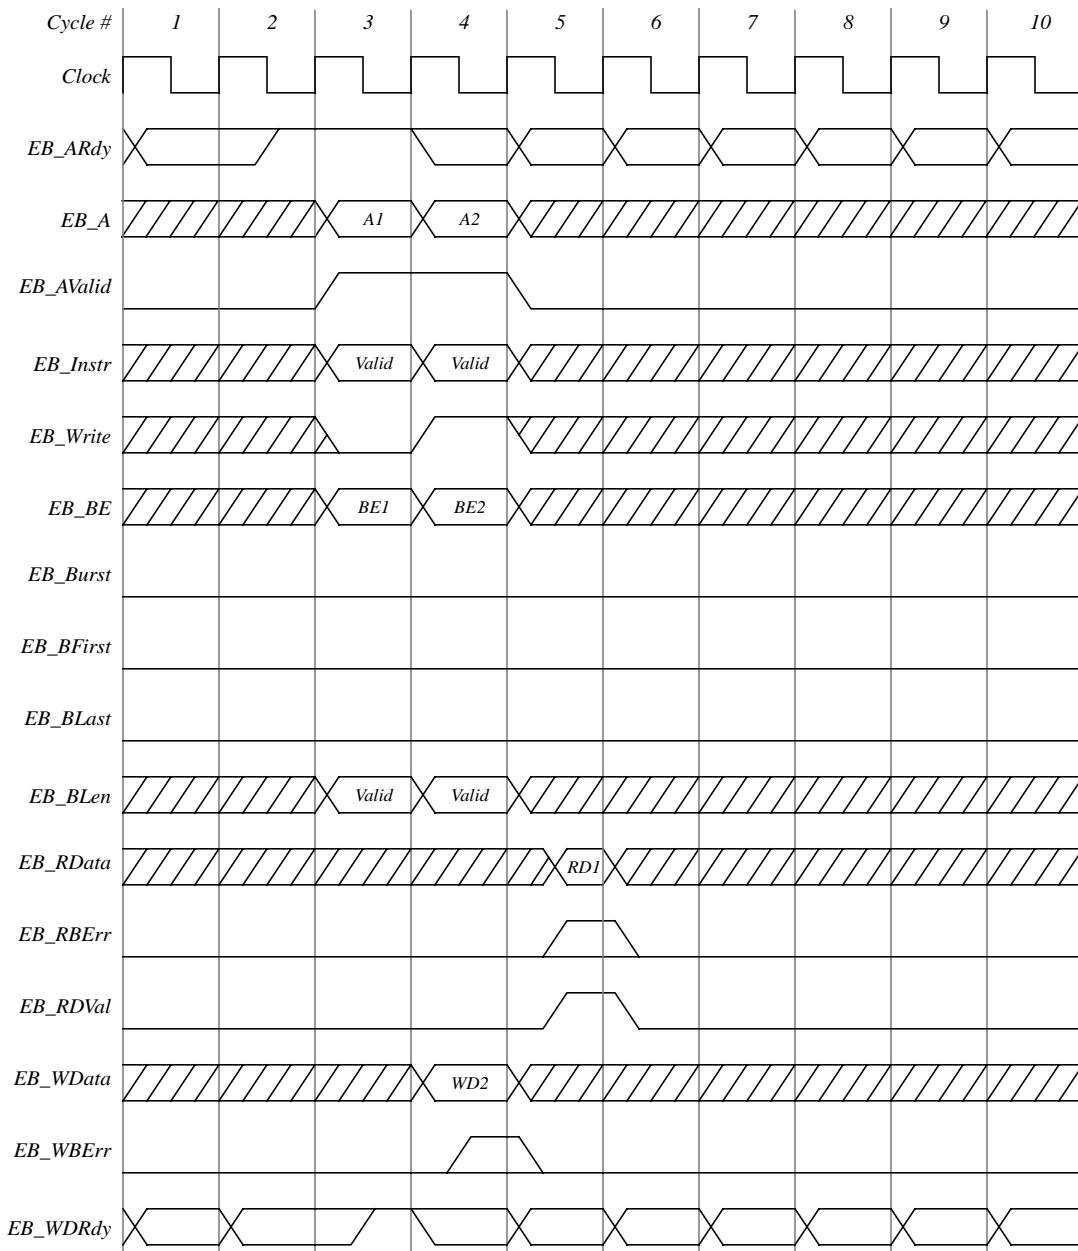 Cycle # 1 2 3 4 5 6 7 8 9 10
Clock
EB_ARdy
EB_A A1 A2
EB_AValid
EB_Instr Valid Valid
EB_Write
EB_BE BE1 BE2
EB_Burst
EB_BFirst
EB_BLast
EB_BLen Valid Valid
EB_RData RD1
EB_RBErr
EB_RDVal
EB_WData WD2
EB_WBErr
EB_WDRdy